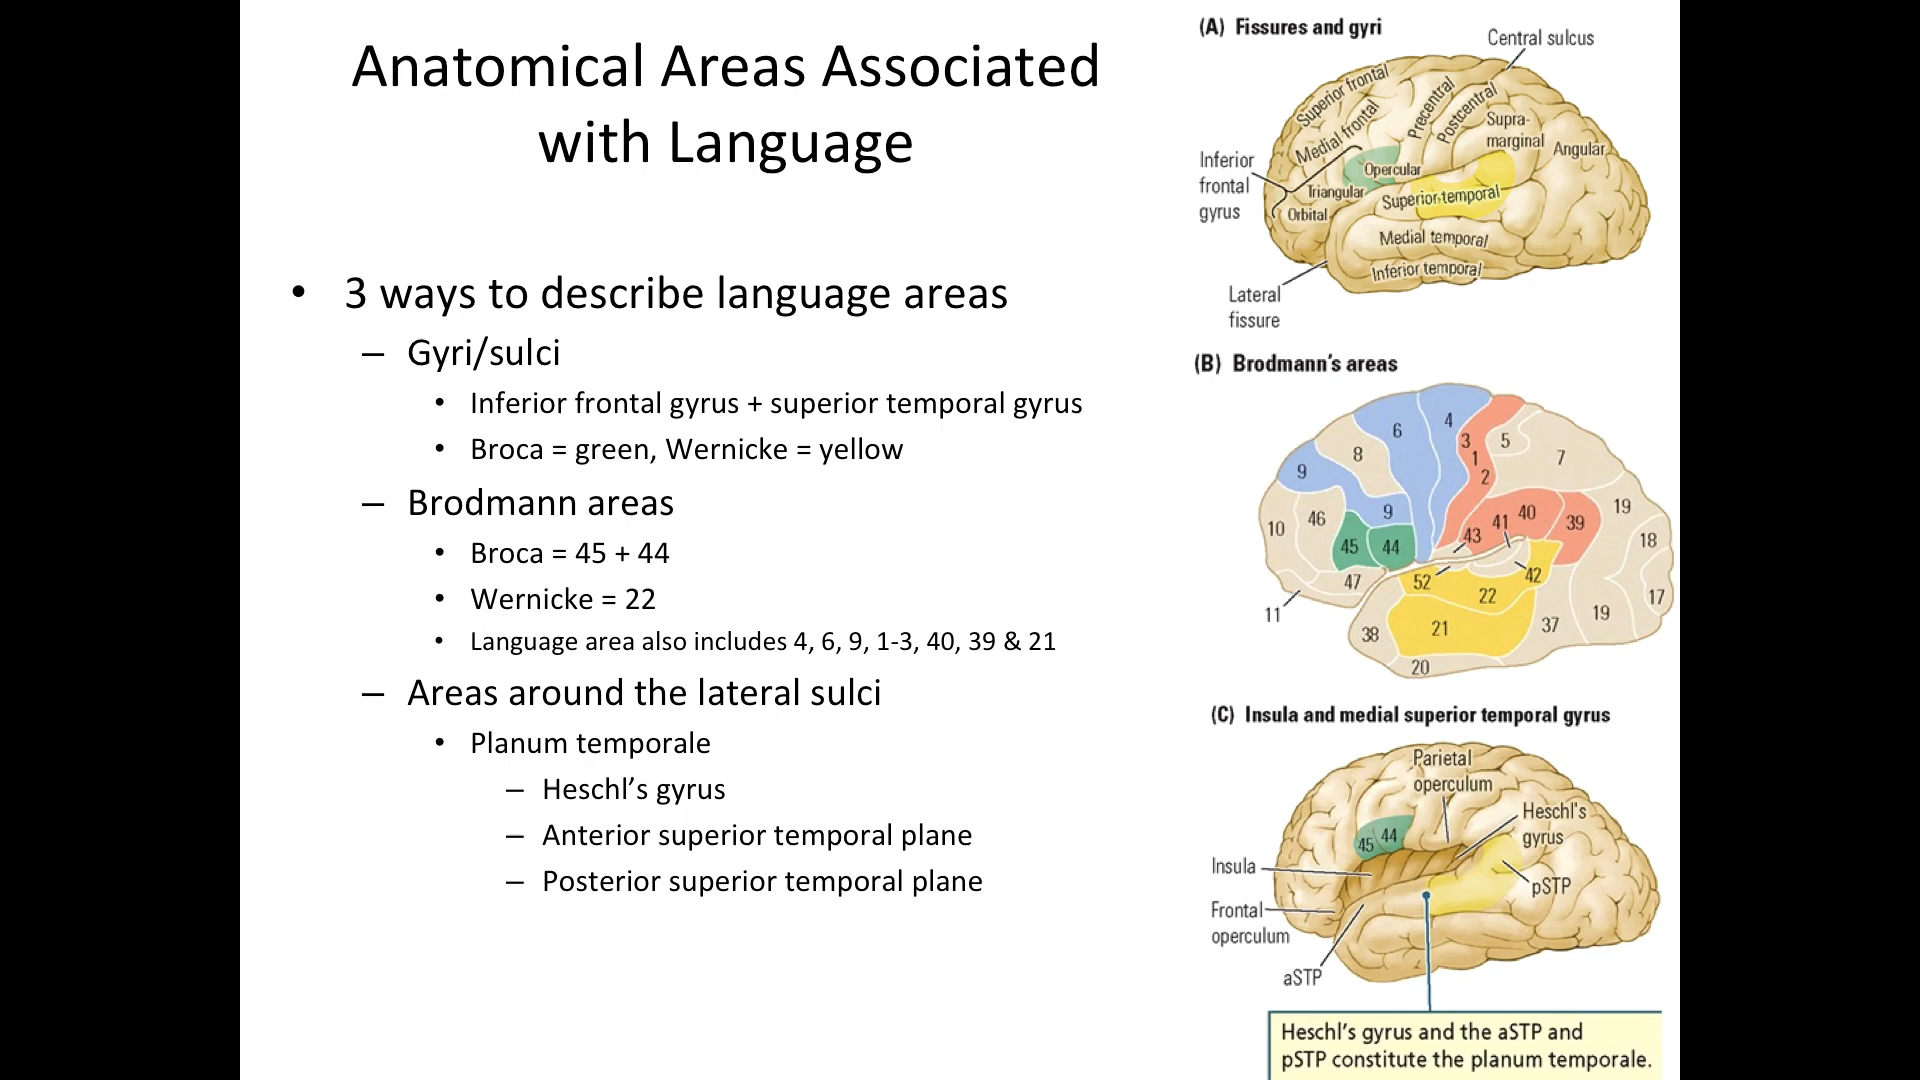 Anatomical Areas Associated
with Language
• 3 ways to describe language areas
– Gyri/sulci
• Inferior frontal gyrus + superior temporal gyrus
• Broca = green, Wernicke = yellow
– Brodmann areas
• Broca = 45 + 44
• Wernicke = 22
• Language area also includes 4, 6, 9, 1-3, 40, 39 & 21
– Areas around the lateral sulci
• Planum temporale
– Heschl’s gyrus
– Anterior superior temporal plane
– Posterior superior temporal plane
(A) Fissures and gyri
Central sulcus
Superior frontal
Medial frontal
Precentral
Postcentral
Supra-
marginal
Angular
Inferior
frontal
gyrus
Opercular
Triangular
Orbital
Superior temporal
Medial temporal
Inferior temporal
Lateral
fissure
(B) Brodmann’s areas
6
4
3
1
2
5
7
8
9
9
10
46
45
44
43
41
40
39
19
18
47
52
42
22
17
11
38
21
37
19
20
(C) Insula and medial superior temporal gyrus
Parietal
operculum
Heschl's
gyrus
45
44
Insula
pSTP
Frontal
operculum
aSTP
Heschl’s gyrus and the aSTP and
pSTP constitute the planum temporale.